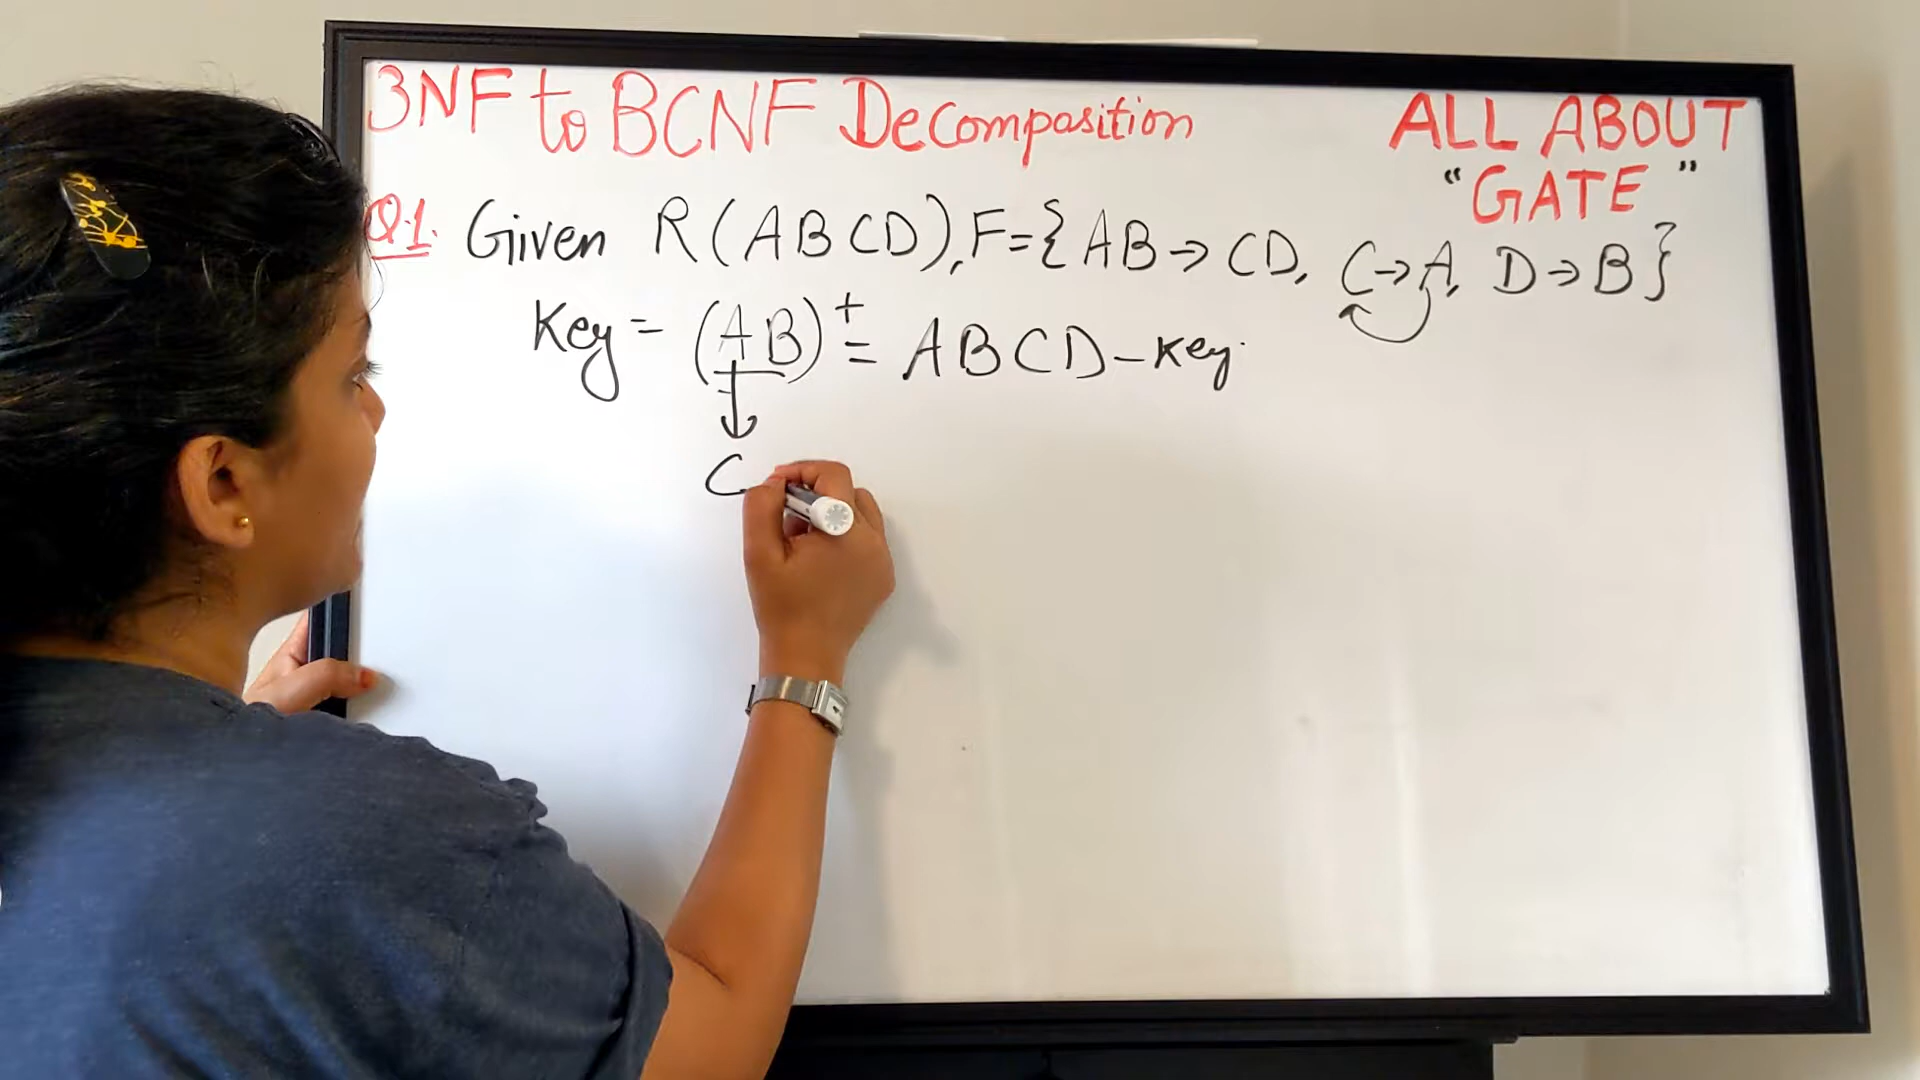 3NF to BCNF Decomposition
ALL ABOUT
"GATE"
Q.1. Given R(ABCD), F={AB→CD, C→A, D→B}
Key = (AB)⁺ = ABCD – Key.
C